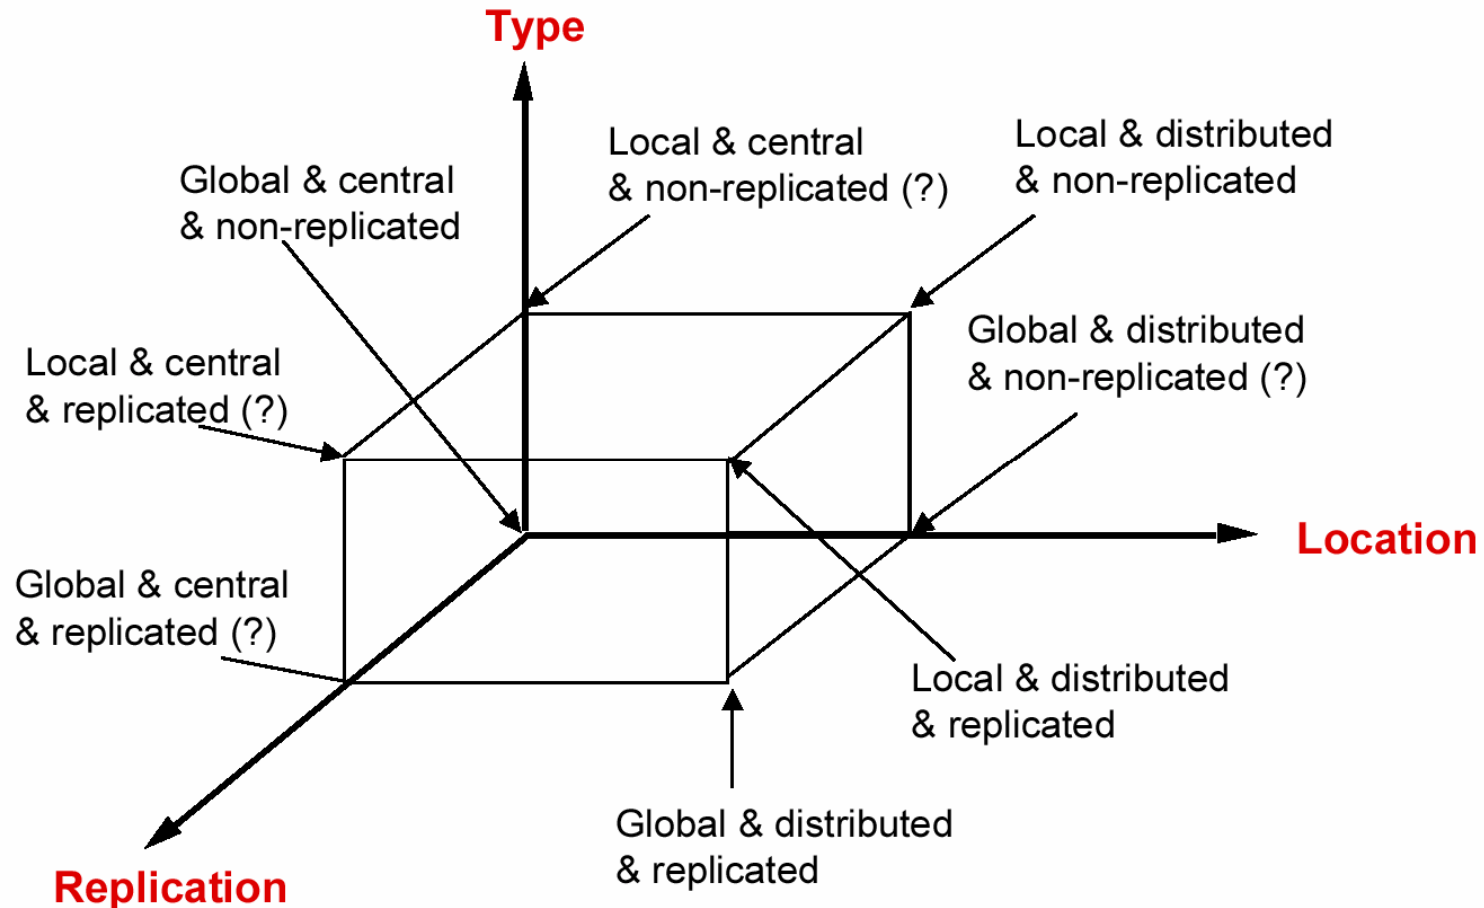 Type
Global & central
& non-replicated
Local & central
& non-replicated (?)
Local & distributed
& non-replicated
Global & distributed
& non-replicated (?)
Local & central
& replicated (?)
Location
Global & central
& replicated (?)
Local & distributed
& replicated
Global & distributed
& replicated
Replication